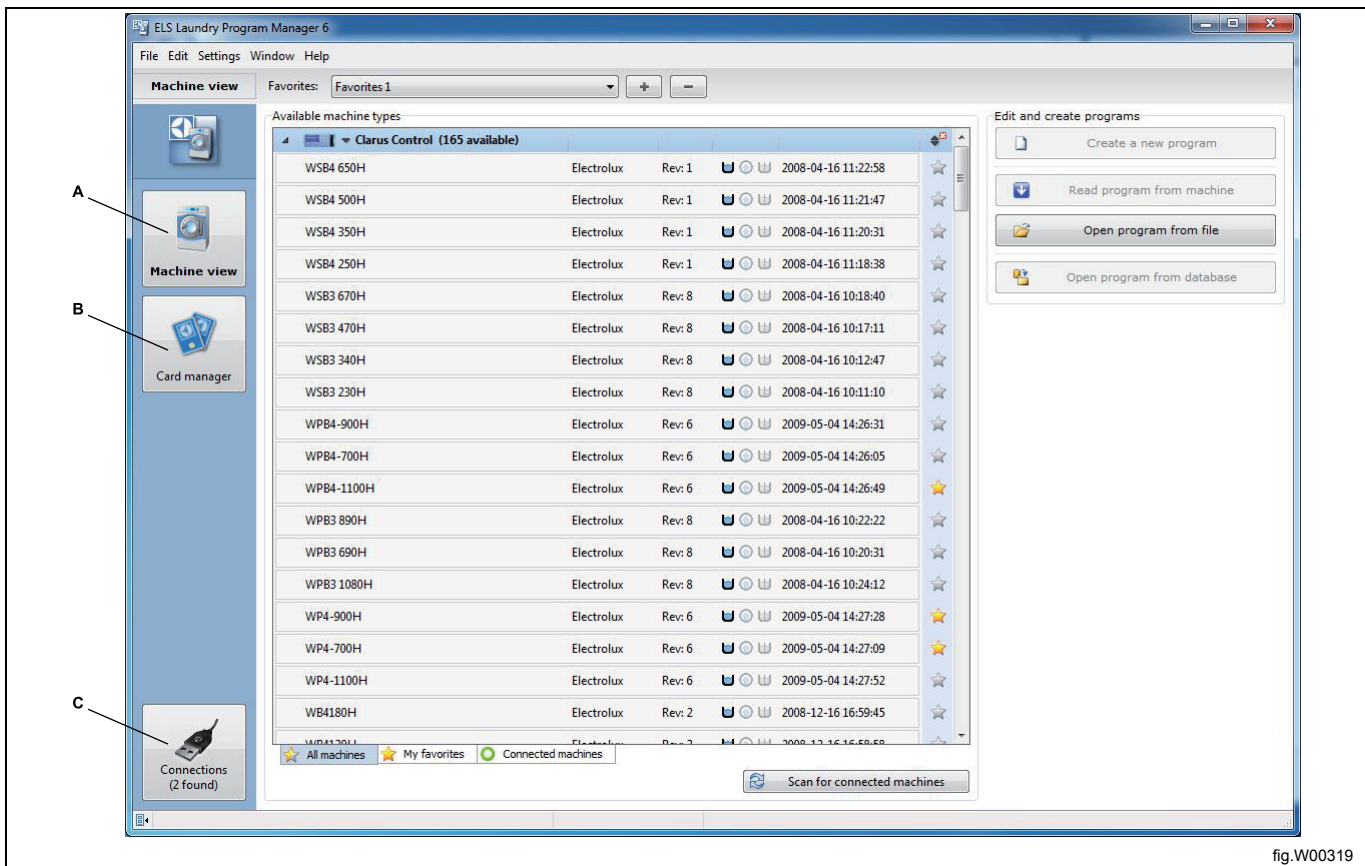 ELS Laundry Program Manager 6
File Edit Settings Window Help
Machine view Favorites: Favorites 1 + −
Available machine types
Edit and create programs
Clarus Control (165 available)
Create a new program
Read program from machine
Open program from file
Open program from database
WSB4 650H Electrolux Rev: 1 2008-04-16 11:22:58
WSB4 500H Electrolux Rev: 1 2008-04-16 11:21:47
WSB4 350H Electrolux Rev: 1 2008-04-16 11:20:31
WSB4 250H Electrolux Rev: 1 2008-04-16 11:18:38
WSB3 670H Electrolux Rev: 8 2008-04-16 10:18:40
WSB3 470H Electrolux Rev: 8 2008-04-16 10:17:11
WSB3 340H Electrolux Rev: 8 2008-04-16 10:12:47
WSB3 230H Electrolux Rev: 8 2008-04-16 10:11:10
WPB4-900H Electrolux Rev: 6 2009-05-04 14:26:31
WPB4-700H Electrolux Rev: 6 2009-05-04 14:26:05
WPB4-1100H Electrolux Rev: 6 2009-05-04 14:26:49
WPB3 890H Electrolux Rev: 8 2008-04-16 10:22:22
WPB3 690H Electrolux Rev: 8 2008-04-16 10:20:31
WPB3 1080H Electrolux Rev: 8 2008-04-16 10:24:12
WP4-900H Electrolux Rev: 6 2009-05-04 14:27:28
WP4-700H Electrolux Rev: 6 2009-05-04 14:27:09
WP4-1100H Electrolux Rev: 6 2009-05-04 14:27:52
WB4180H Electrolux Rev: 2 2008-12-16 16:59:45
A
Machine view
B
Card manager
C
Connections
(2 found)
All machines My favorites Connected machines
Scan for connected machines
fig.W00319